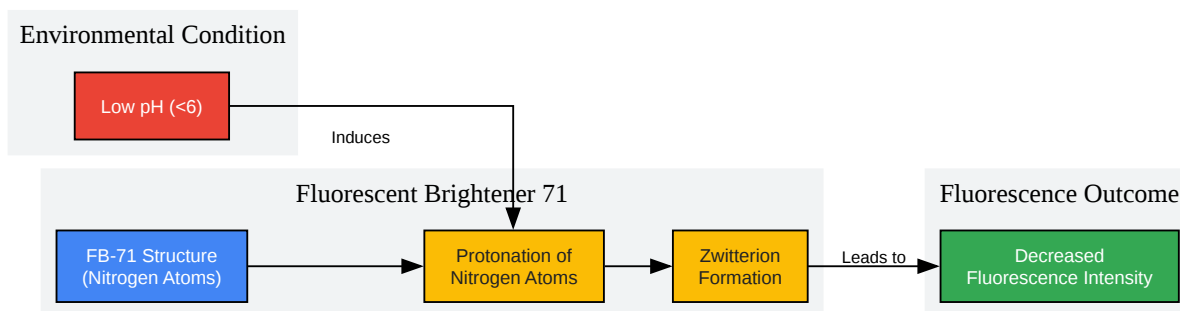 Environmental Condition
Low pH (<6)
Induces
Fluorescent Brightener 71
Fluorescence Outcome
FB-71 Structure
(Nitrogen Atoms)
Protonation of
Nitrogen Atoms
Zwitterion
Formation
Leads to
Decreased
Fluorescence Intensity